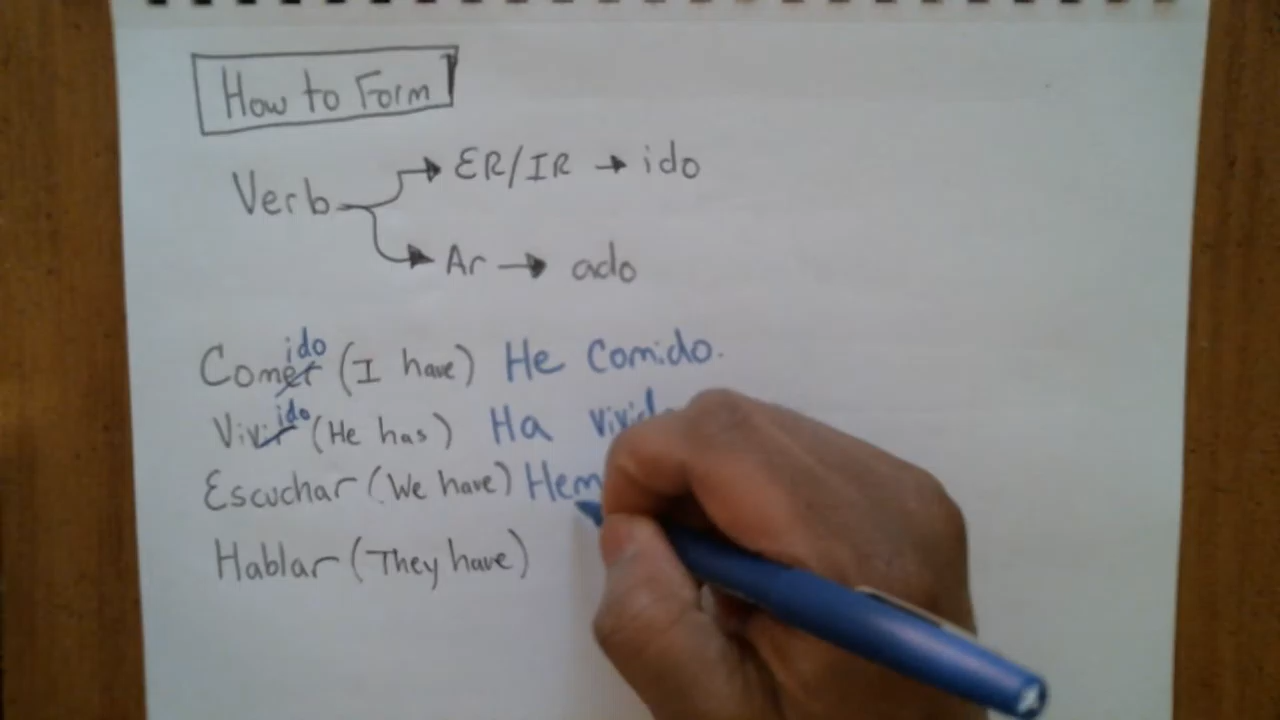 How to Form
Verb → ER/IR → ido
→ Ar → ado
ido
Comer (I have) He Comido.
ido
Vivir (He has) Ha
Escuchar (We have) Hem
Hablar (They have)